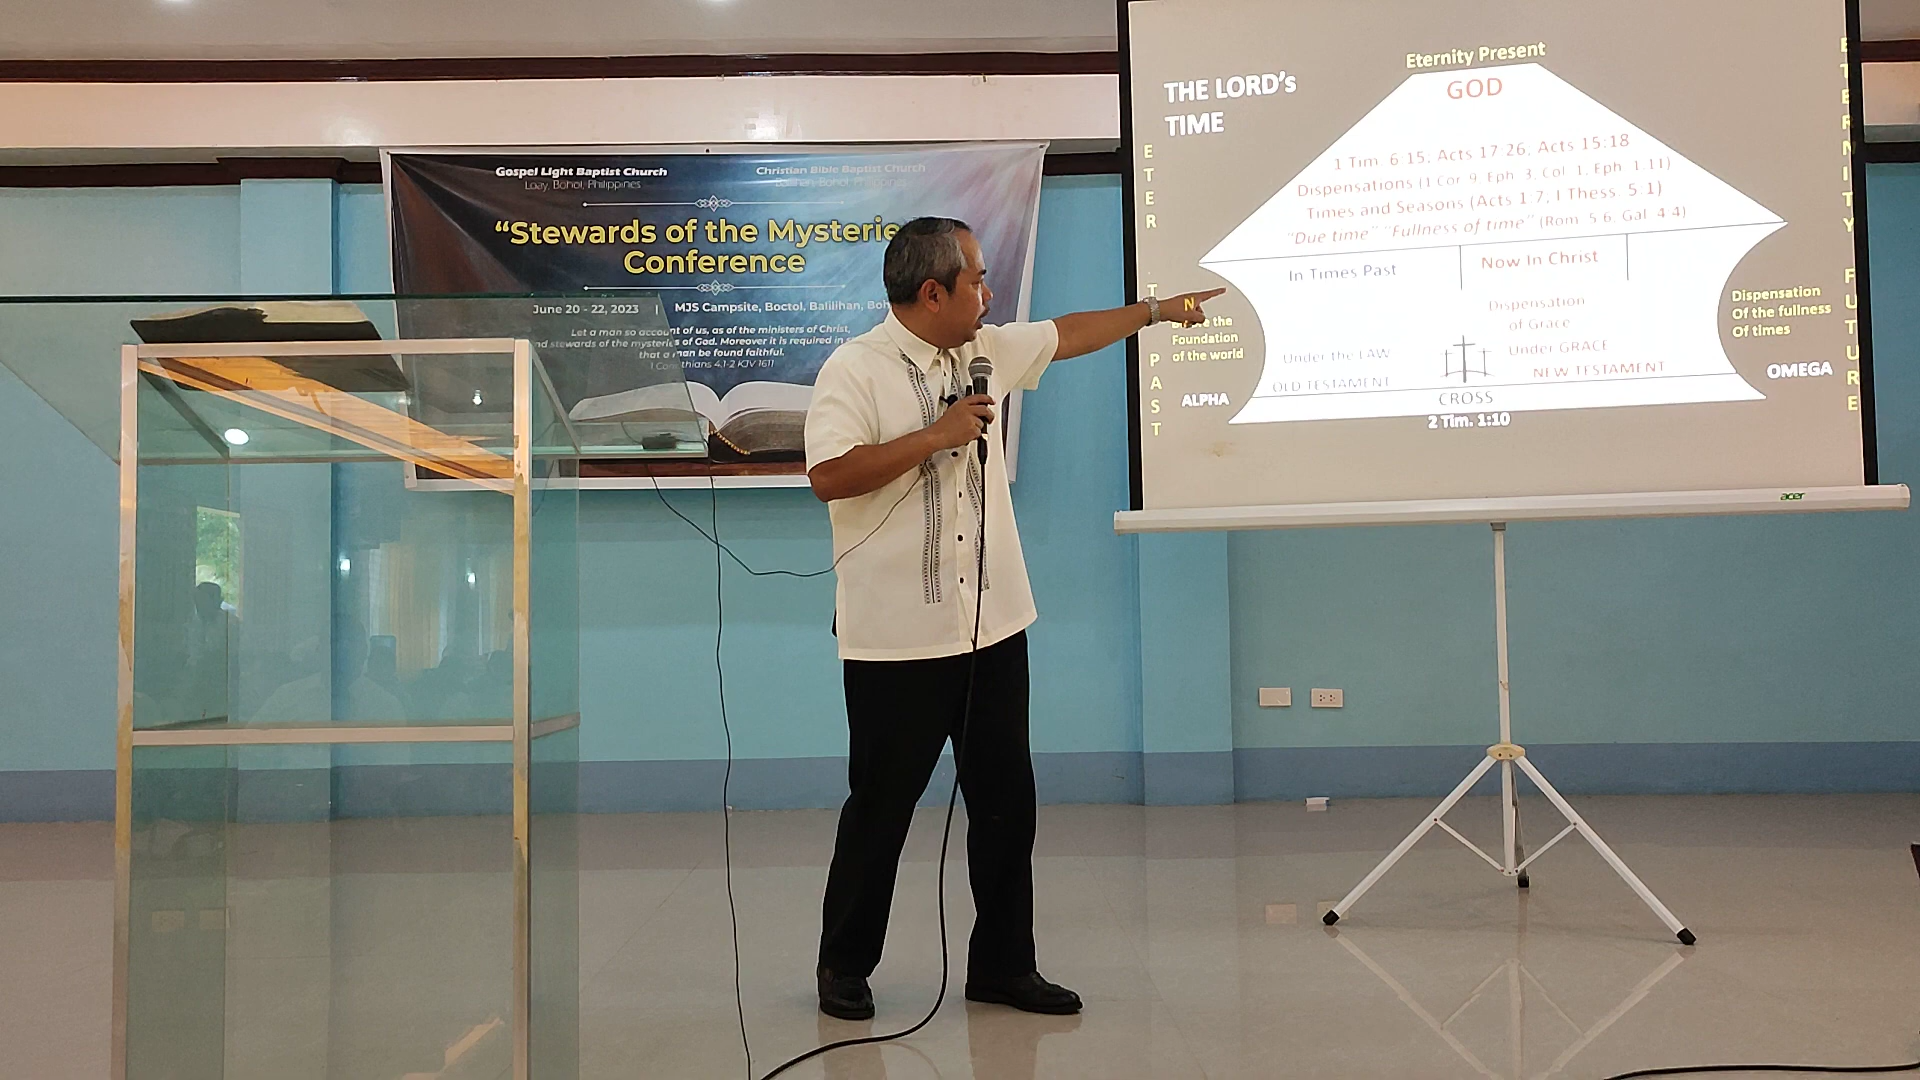 Gospel Light Baptist Church
Loay, Bohol, Philippines
Christian Bible Baptist Church
Bohol, Philippines
"Stewards of the Mysterie
Conference
June 20 - 22, 2023 | MJS Campsite, Boctol, Balilihan, Boh
Let a man so account of us, as of the ministers of Christ,
nd stewards of the mysteries of God. Moreover it is required in s
that a man be found faithful.
1 Corinthians 4:1-2 KJV 1611
Eternity Present
THE LORD's
TIME
GOD
1 Tim. 6:15, Acts 17:26, Acts 15:18
Dispensations (1 Cor. 9, Eph. 3, Col. 1, Eph. 1:11)
Times and Seasons (Acts 1:7, I Thess. 5:1)
"Due time" "Fullness of time" (Rom. 5:6, Gal. 4:4)
In Times Past
Now In Christ
Dispensation
of Grace
Under the LAW
Under GRACE
OLD TESTAMENT
NEW TESTAMENT
CROSS
2 Tim. 1:10
ETER
N
T
PAST
the
Foundation
of the world
ALPHA
Dispensation
Of the fullness
Of times
OMEGA
ETERNITY FUTURE
acer